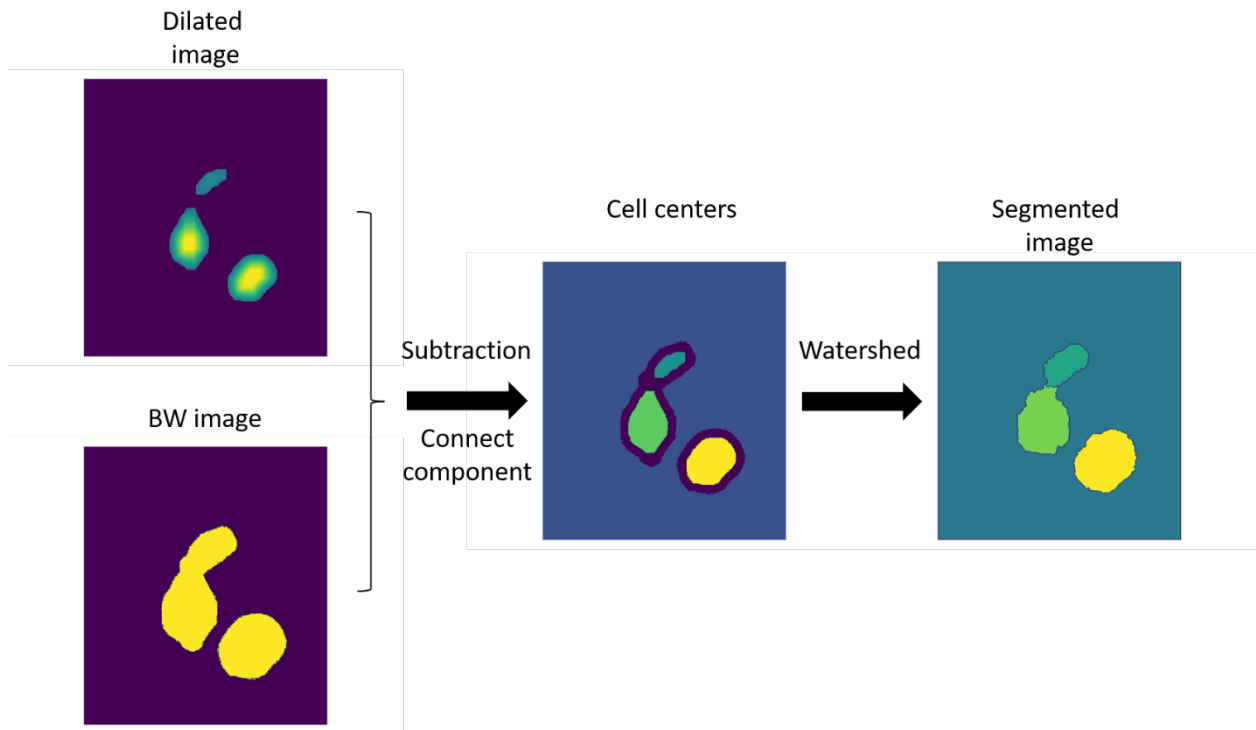 Dilated
image
BW image
Subtraction
Connect
component
Cell centers
Watershed
Segmented
image